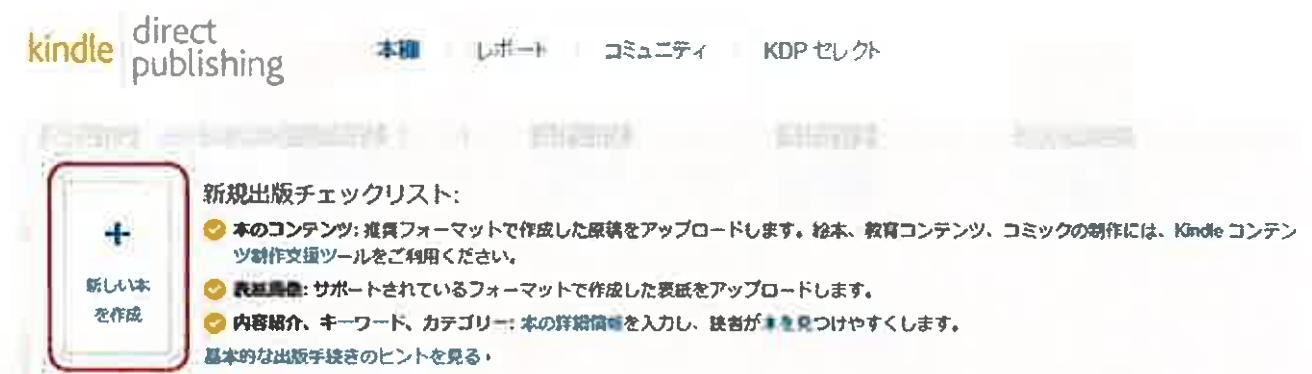 kindle direct publishing
本棚 レポート コミュニティ KDP セレクト
新規出版チェックリスト:
本のコンテンツ: 推奨フォーマットで作成した原稿をアップロードします。絵本、教育コンテンツ、コミックの制作には、Kindle コンテン
ツ制作支援ツールをご利用ください。
表紙画像: サポートされているフォーマットで作成した表紙をアップロードします。
内容紹介、キーワード、カテゴリー: 本の詳細情報を入力し、読者が本を見つけやすくします。
基本的な出版手続きのヒントを見る
新しい本
を作成